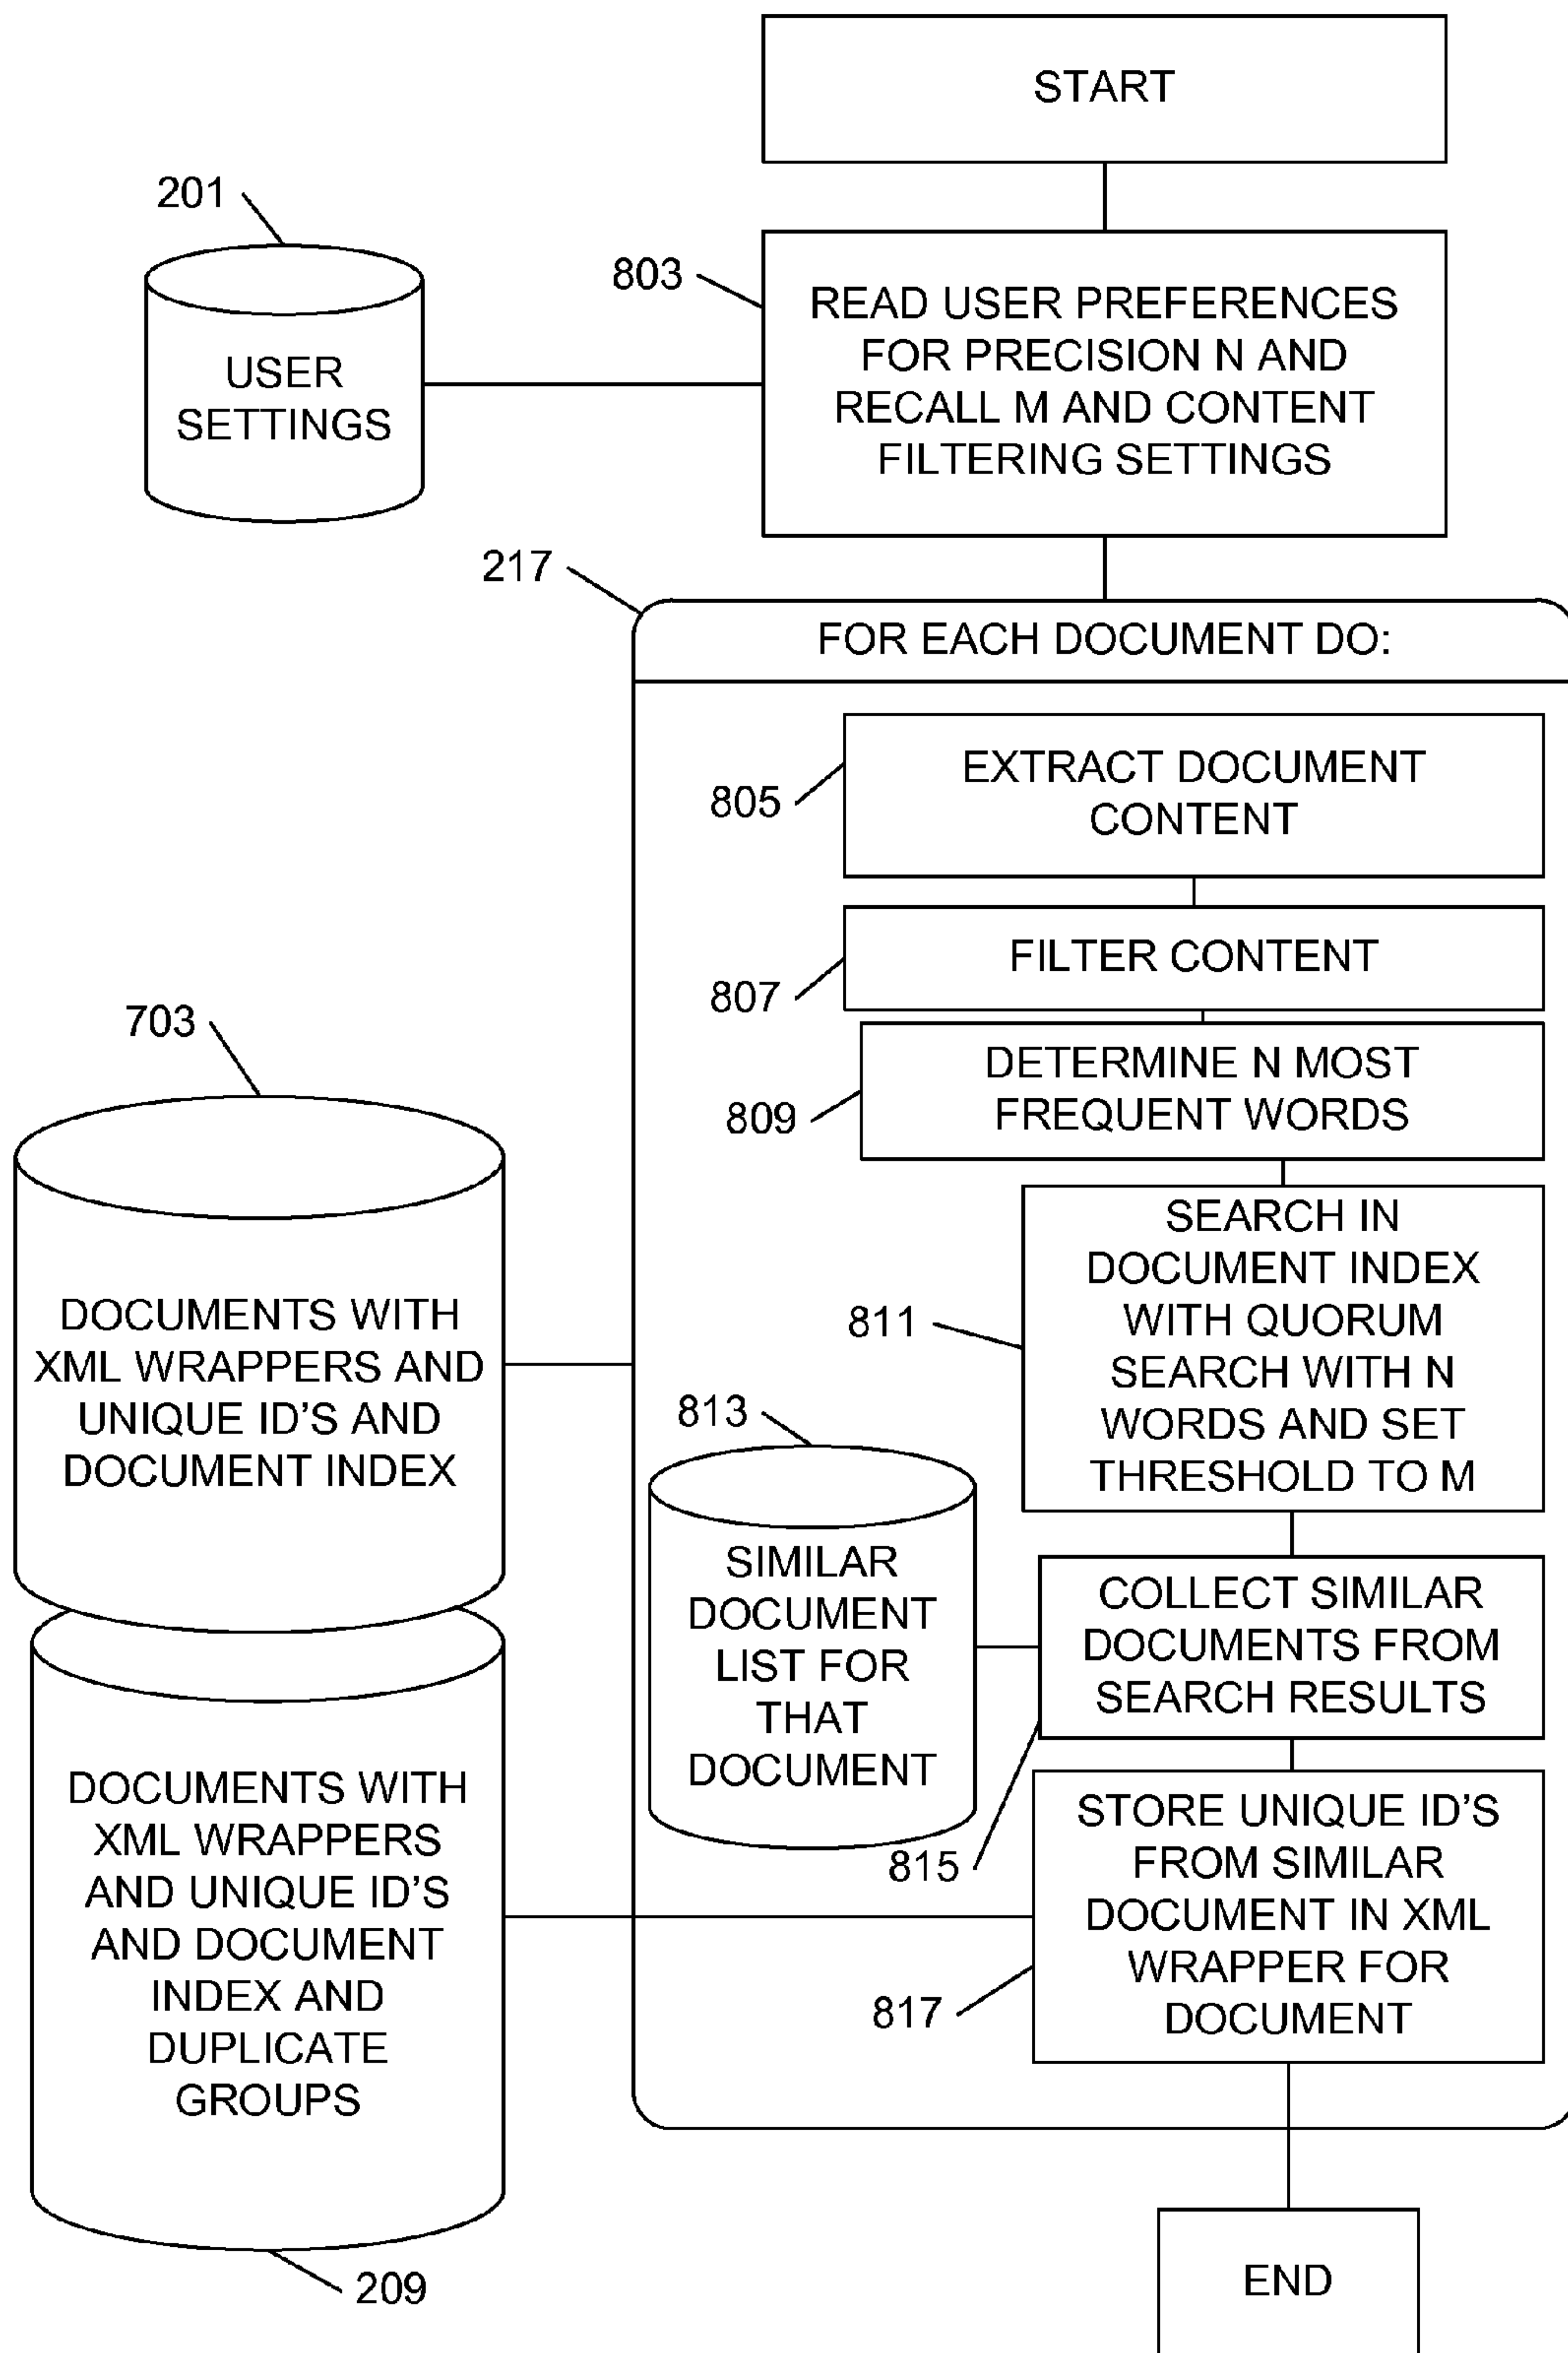 START
201
USER
SETTINGS
803
READ USER PREFERENCES
FOR PRECISION N AND
RECALL M AND CONTENT
FILTERING SETTINGS
217
FOR EACH DOCUMENT DO:
805
EXTRACT DOCUMENT
CONTENT
807
FILTER CONTENT
809
DETERMINE N MOST
FREQUENT WORDS
703
DOCUMENTS WITH
XML WRAPPERS AND
UNIQUE ID'S AND
DOCUMENT INDEX
811
SEARCH IN
DOCUMENT INDEX
WITH QUORUM
SEARCH WITH N
WORDS AND SET
THRESHOLD TO M
813
SIMILAR
DOCUMENT
LIST FOR
THAT
DOCUMENT
COLLECT SIMILAR
DOCUMENTS FROM
SEARCH RESULTS
815
DOCUMENTS WITH
XML WRAPPERS
AND UNIQUE ID'S
AND DOCUMENT
INDEX AND
DUPLICATE
GROUPS
209
STORE UNIQUE ID'S
FROM SIMILAR
DOCUMENT IN XML
WRAPPER FOR
DOCUMENT
817
END